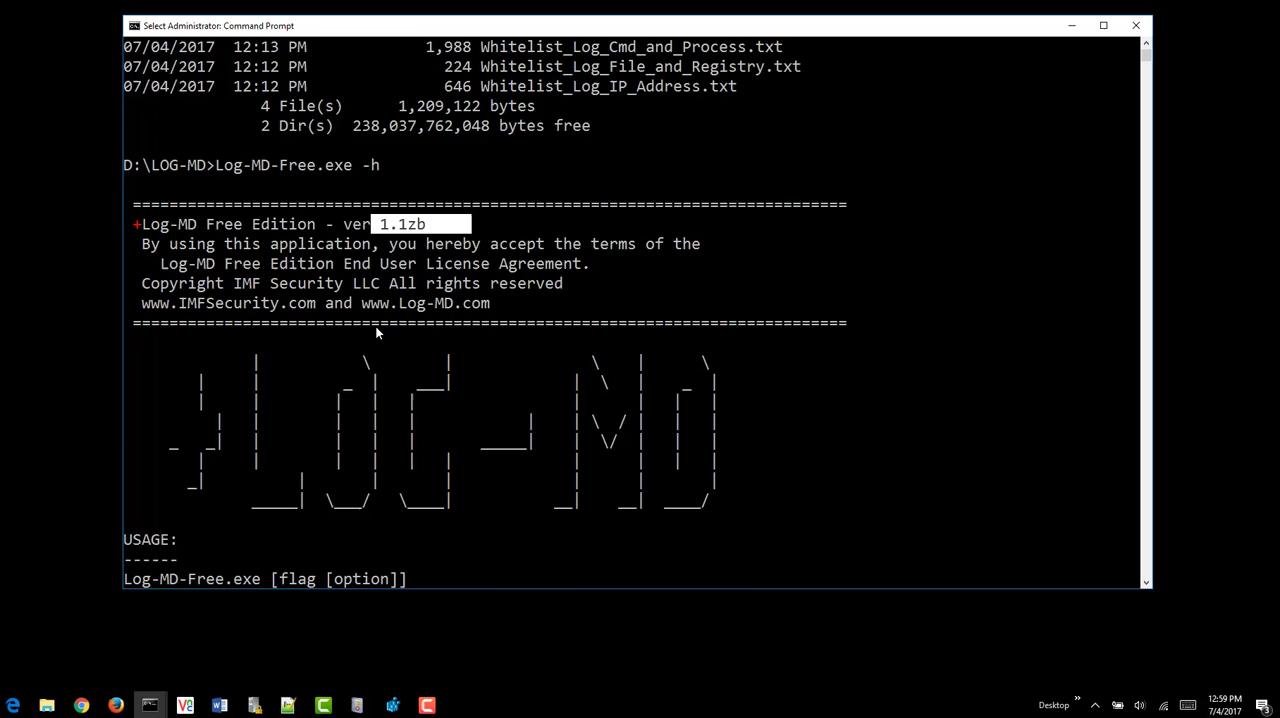 Select Administrator: Command Prompt
07/04/2017  12:13 PM             1,988 Whitelist_Log_Cmd_and_Process.txt
07/04/2017  12:12 PM               224 Whitelist_Log_File_and_Registry.txt
07/04/2017  12:12 PM               646 Whitelist_Log_IP_Address.txt
               4 File(s)      1,209,122 bytes
               2 Dir(s)  238,037,762,048 bytes free
D:\LOG-MD>Log-MD-Free.exe -h
==============================================================================
+Log-MD Free Edition - ver 1.1zb
By using this application, you hereby accept the terms of the
Log-MD Free Edition End User License Agreement.
Copyright IMF Security LLC All rights reserved
www.IMFSecurity.com and www.Log-MD.com
==============================================================================
LOG-MD
USAGE:
------
Log-MD-Free.exe [flag [option]]
Desktop
12:59 PM
7/4/2017